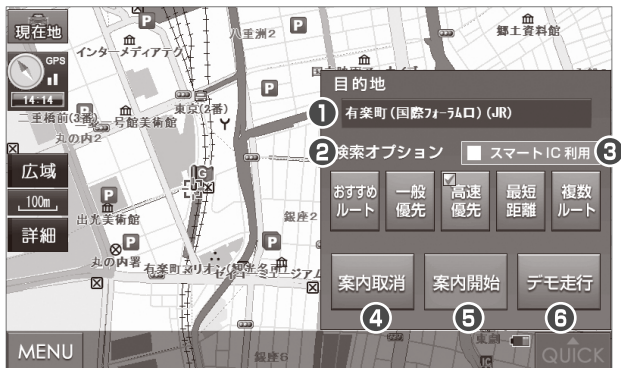 現在地
GPS
14:14
広域
100m
詳細
MENU
インターメディアテク
八重洲2
郷土資料館
東京(2番)
二重橋前(3番)
号館美術館
丸の内2
出光美術館
銀座2
丸の内署
有楽町マリオン
銀座6
目的地
❶ 有楽町(国際フォーラム口)(JR)
❷ 検索オプション
スマートIC利用 ❸
おすすめ
ルート
一般
優先
高速
優先
最短
距離
複数
ルート
案内取消
案内開始
デモ走行
❹
❺
❻
QUICK